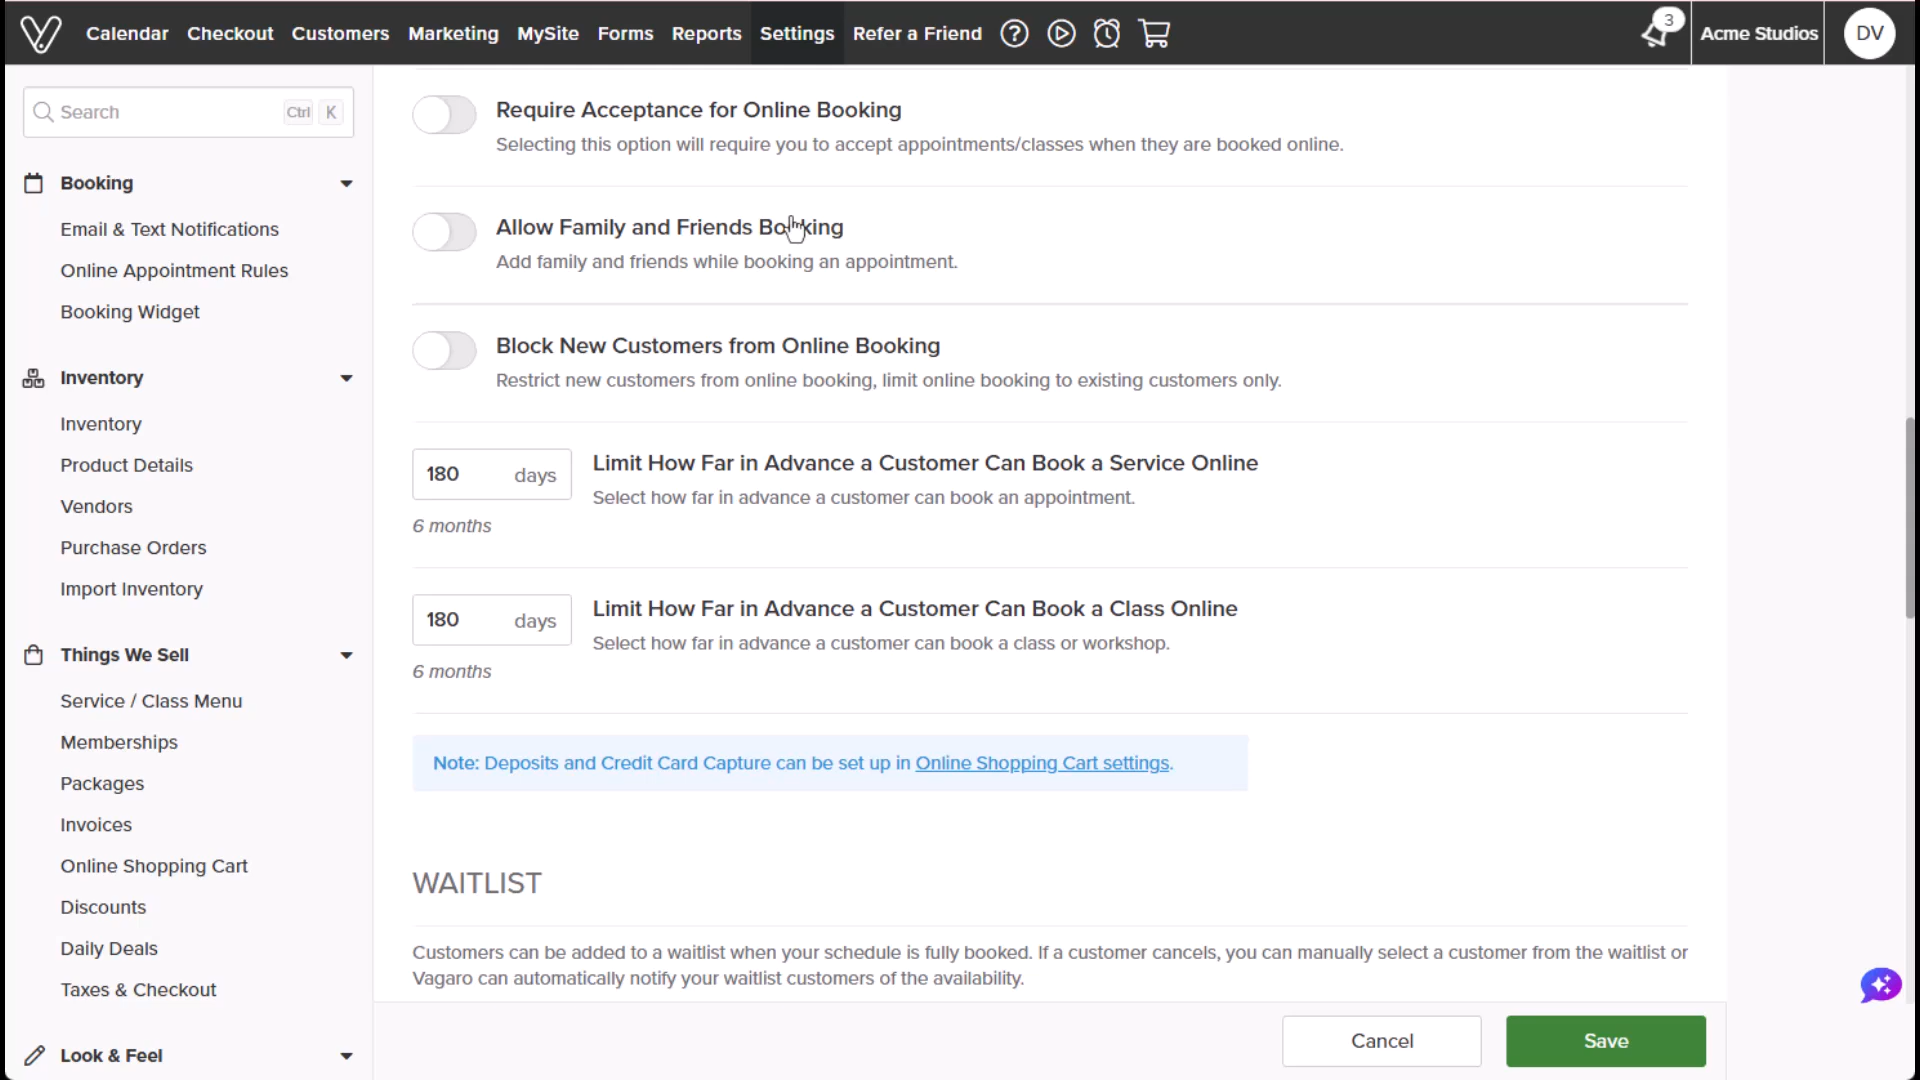 Calendar Checkout Customers Marketing MySite Forms Reports Settings Refer a Friend 3 Acme Studios DV
Search Ctrl K
Booking
Email & Text Notifications
Online Appointment Rules
Booking Widget
Inventory
Inventory
Product Details
Vendors
Purchase Orders
Import Inventory
Things We Sell
Service / Class Menu
Memberships
Packages
Invoices
Online Shopping Cart
Discounts
Daily Deals
Taxes & Checkout
Look & Feel
Require Acceptance for Online Booking
Selecting this option will require you to accept appointments/classes when they are booked online.
Allow Family and Friends Booking
Add family and friends while booking an appointment.
Block New Customers from Online Booking
Restrict new customers from online booking, limit online booking to existing customers only.
180 days
Limit How Far in Advance a Customer Can Book a Service Online
Select how far in advance a customer can book an appointment.
6 months
180 days
Limit How Far in Advance a Customer Can Book a Class Online
Select how far in advance a customer can book a class or workshop.
6 months
Note: Deposits and Credit Card Capture can be set up in Online Shopping Cart settings.
WAITLIST
Customers can be added to a waitlist when your schedule is fully booked. If a customer cancels, you can manually select a customer from the waitlist or
Vagaro can automatically notify your waitlist customers of the availability.
Cancel Save